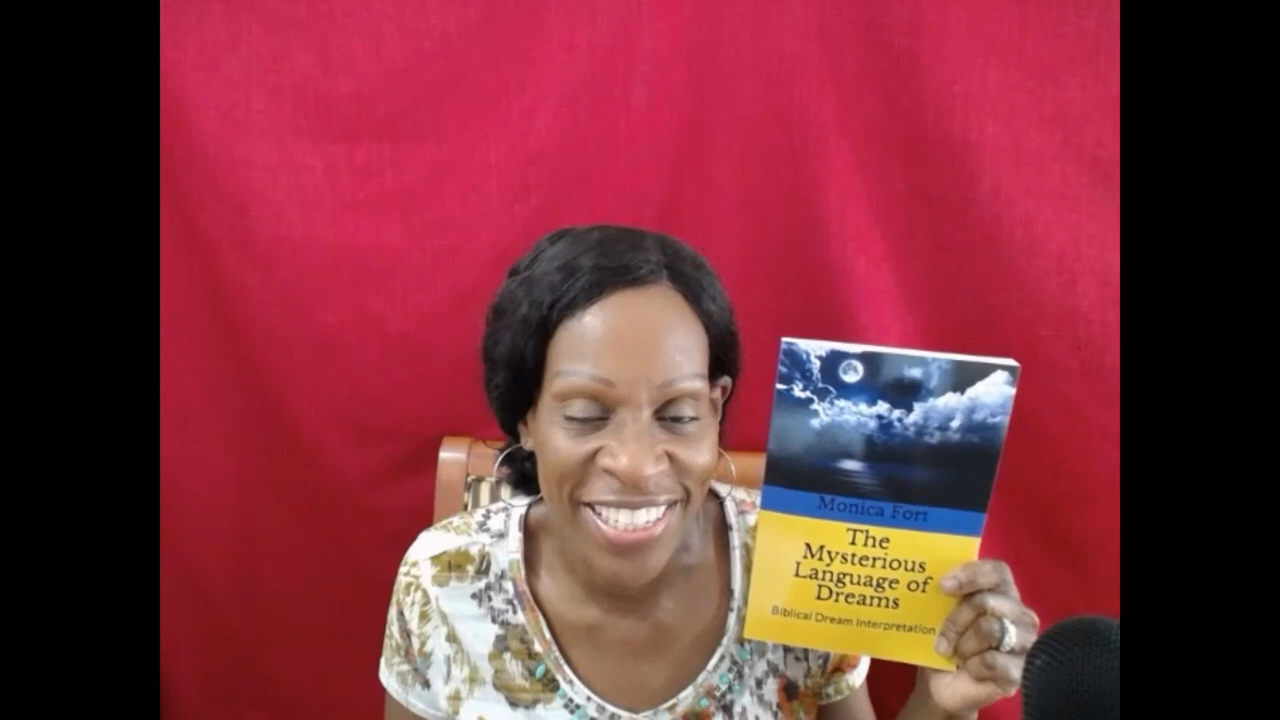 Monica Fort
The
Mysterious
Language of
Dreams
Biblical Dream Interpretation